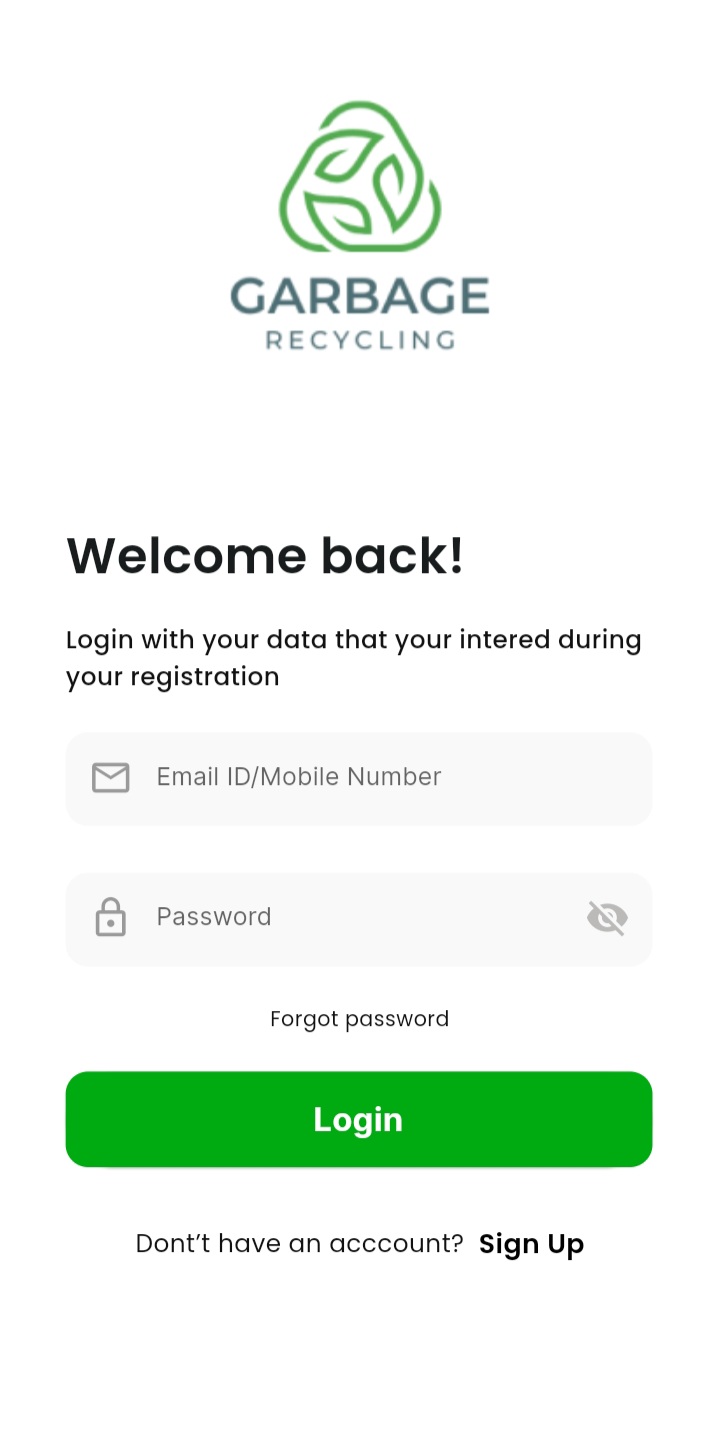 GARBAGE
RECYCLING
Welcome back!
Login with your data that your intered during
your registration
Email ID/Mobile Number
Password
Forgot password
Login
Dont’t have an acccount? Sign Up